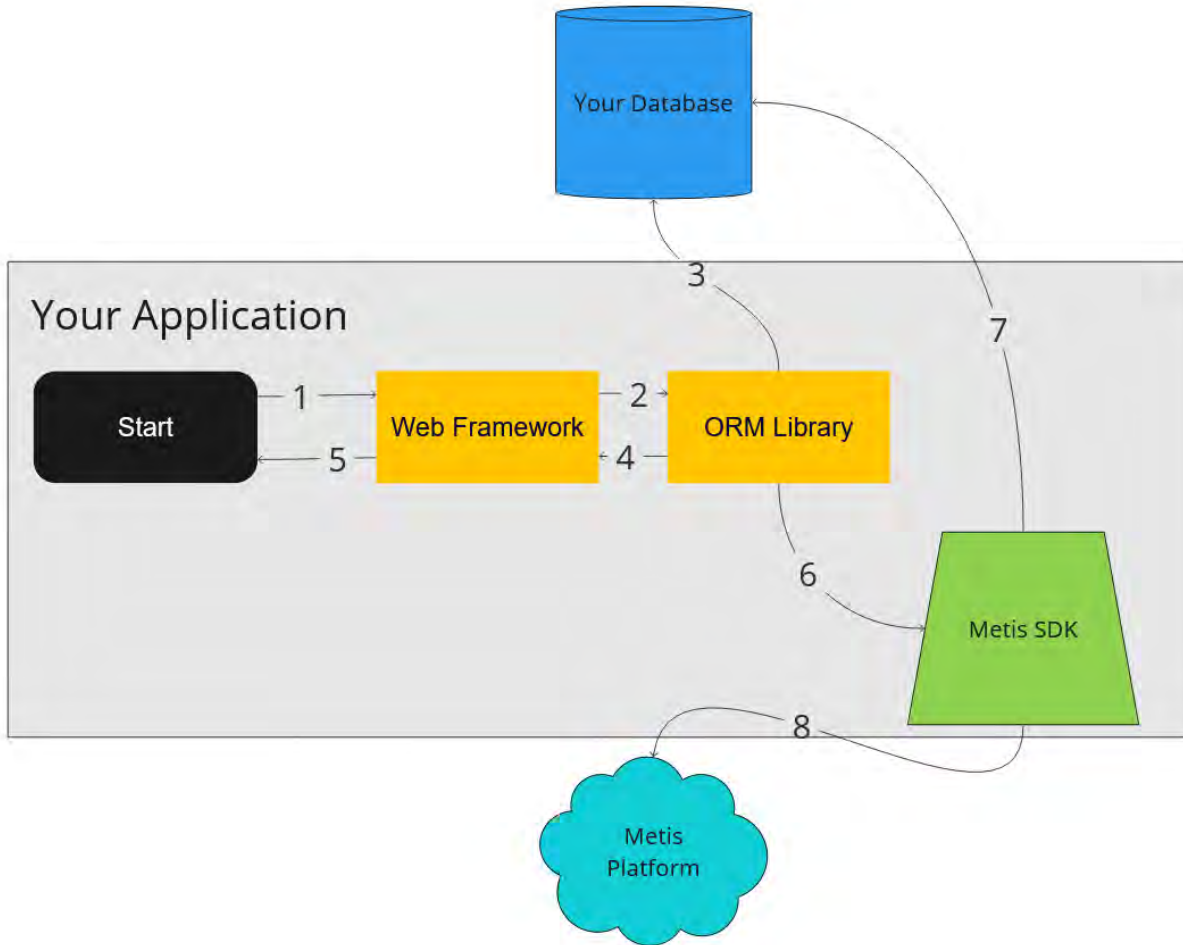 Your Database
3
7
Your Application
Start
1
Web Framework
2
ORM Library
5
4
6
Metis SDK
8
Metis
Platform